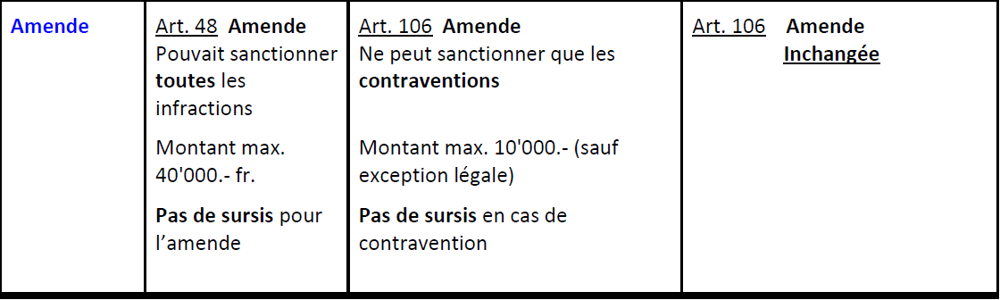 Amende
Art. 48 Amende
Pouvait sanctionner
toutes les
infractions
Montant max.
40'000.- fr.
Pas de sursis pour
l’amende
Art. 106 Amende
Ne peut sanctionner que les
contraventions
Montant max. 10'000.- (sauf
exception légale)
Pas de sursis en cas de
contravention
Art. 106 Amende
Inchangée